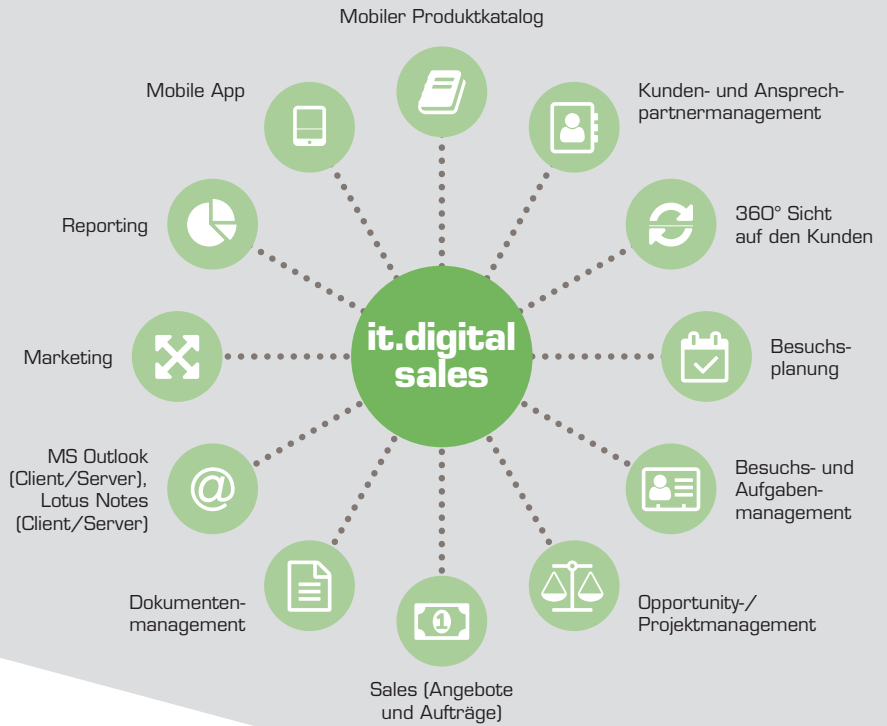 Mobiler Produktkatalog
Mobile App
Kunden- und Ansprech-
partnermanagement
Reporting
360° Sicht
auf den Kunden
it.digital
sales
Marketing
Besuchs-
planung
MS Outlook
(Client/Server),
Lotus Notes
(Client/Server)
@
Besuchs- und
Aufgaben-
management
Dokumenten-
management
1
Opportunity-/
Projektmanagement
Sales (Angebote
und Aufträge)